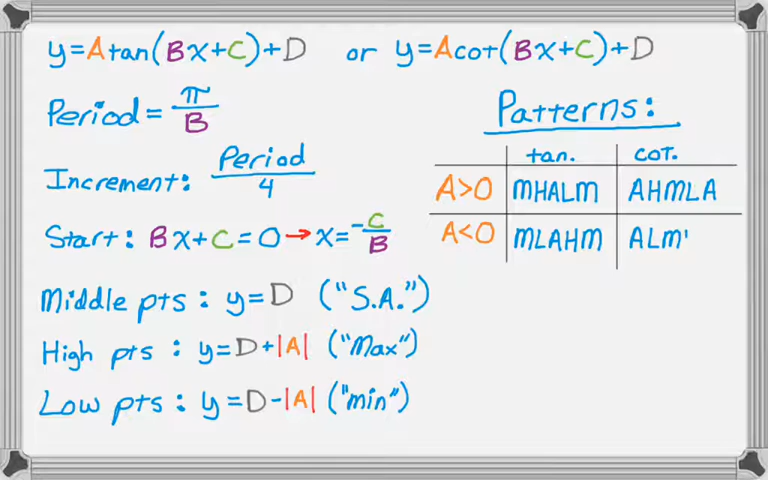 y=Atan(Bx+C)+D or y=Acot(Bx+C)+D
Period=π/B
Patterns:
tan. cot.
Increment: Period/4
A>0 MHALM AHMLA
Start: Bx+C=0→x=-C/B
A<0 MLAHM ALM'
Middle pts: y=D ("S.A.")
High pts: y=D+|A| ("Max")
Low pts: y=D-|A| ("min")